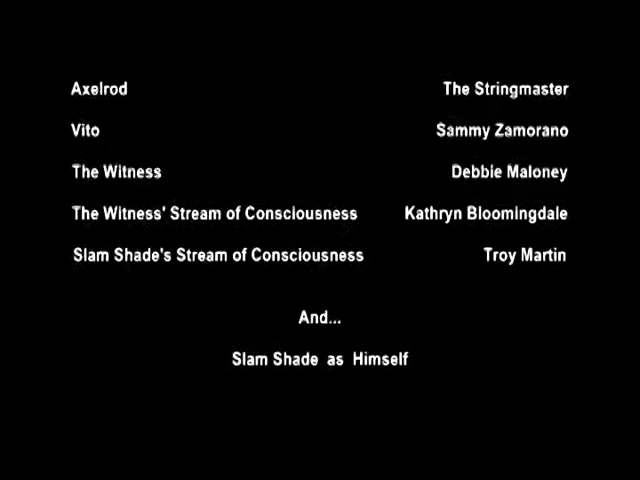 Axelrod The Stringmaster
Vito Sammy Zamorano
The Witness Debbie Maloney
The Witness' Stream of Consciousness Kathryn Bloomingdale
Slam Shade's Stream of Consciousness Troy Martin
And...
Slam Shade as Himself